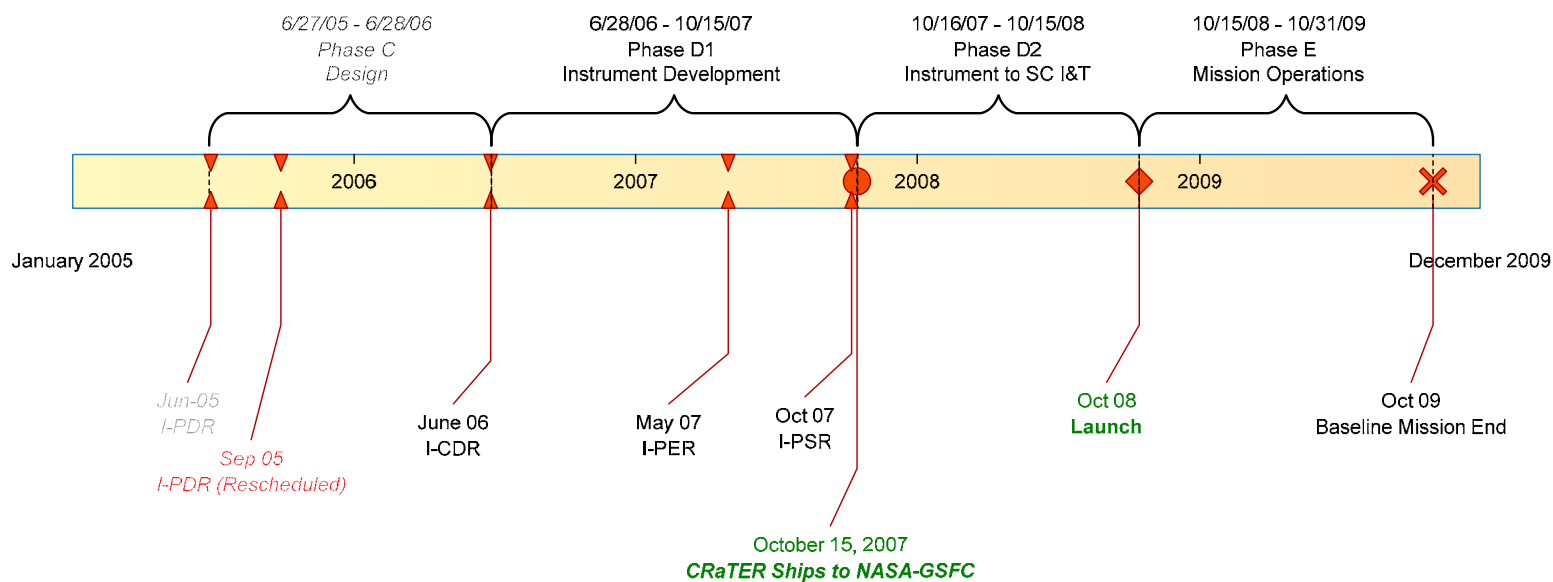 6/27/05 - 6/28/06
Phase C
Design
6/28/06 - 10/15/07
Phase D1
Instrument Development
10/16/07 - 10/15/08
Phase D2
Instrument to SC I&T
10/15/08 - 10/31/09
Phase E
Mission Operations
2006
2007
2008
2009
January 2005
December 2009
Jun-05
I-PDR
Sep 05
I-PDR (Rescheduled)
June 06
I-CDR
May 07
I-PER
Oct 07
I-PSR
Oct 08
Launch
Oct 09
Baseline Mission End
October 15, 2007
CRaTER Ships to NASA-GSFC